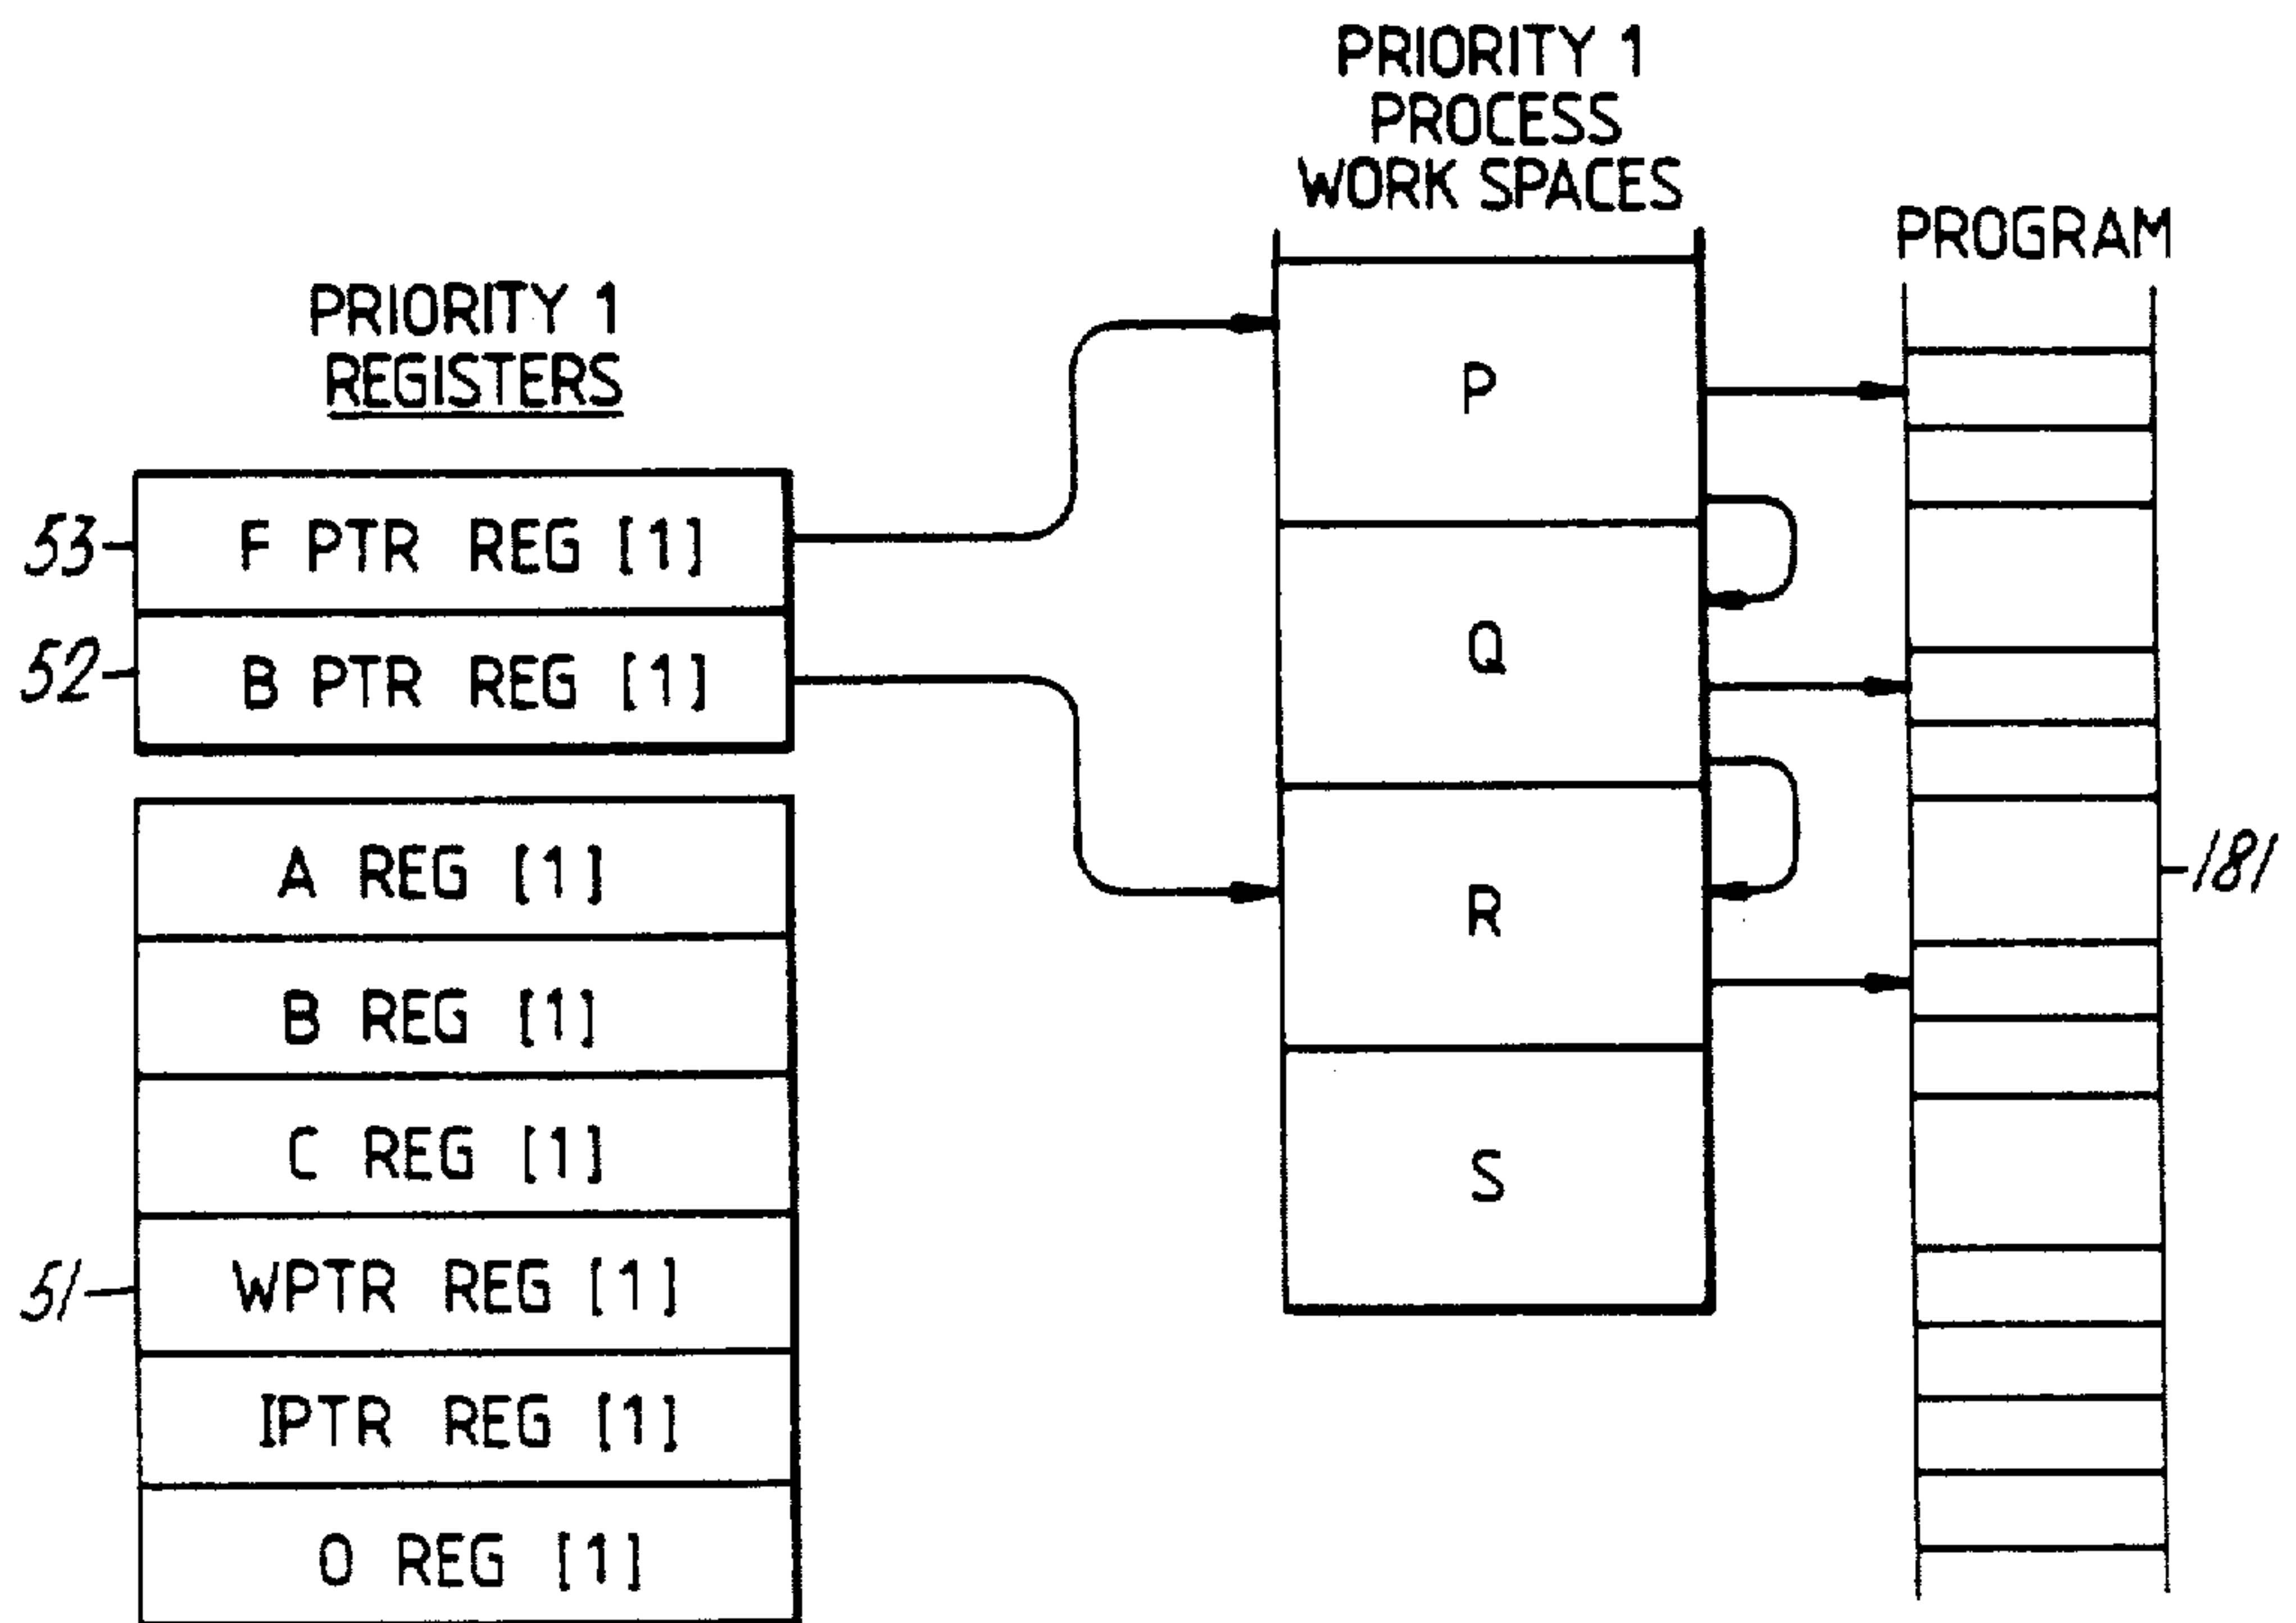 PRIORITY 1
PROCESS
WORK SPACES
PROGRAM
PRIORITY 1
REGISTERS
53
F PTR REG [1]
52
B PTR REG [1]
A REG [1]
B REG [1]
C REG [1]
51
WPTR REG [1]
IPTR REG [1]
O REG [1]
P
Q
R
S
181